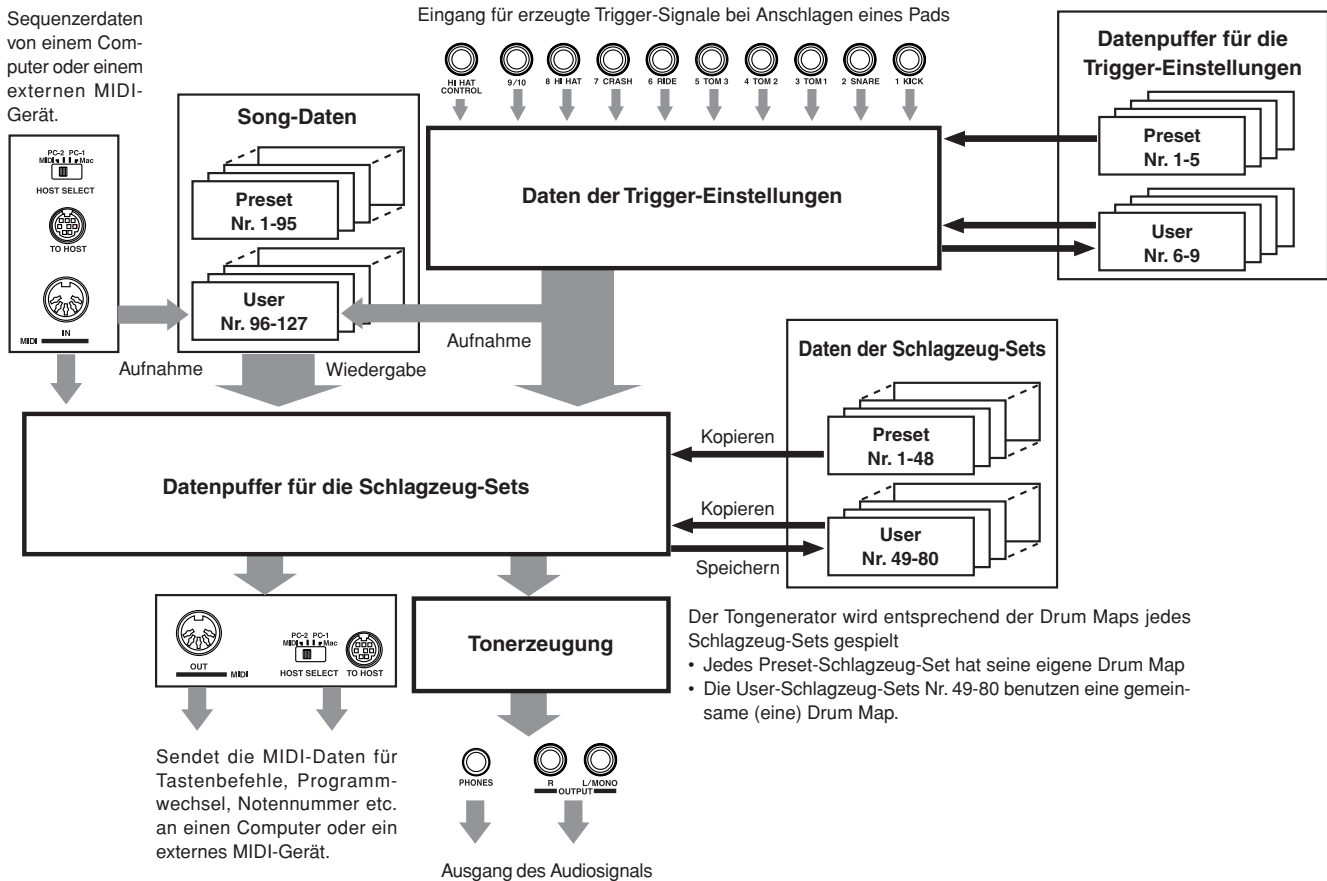 Sequenzerdaten
von einem Com-
puter oder einem
externen MIDI-
Gerät.
Eingang für erzeugte Trigger-Signale bei Anschlagen eines Pads
HI HAT
CONTROL
9/10
8 HI HAT
7 CRASH
6 RIDE
5 TOM 3
4 TOM 2
3 TOM 1
2 SNARE
1 KICK
Datenpuffer für die
Trigger-Einstellungen
Preset
Nr. 1-5
User
Nr. 6-9
PC-2 PC-1
MIDI Mac
HOST SELECT
TO HOST
IN
MIDI
Song-Daten
Preset
Nr. 1-95
User
Nr. 96-127
Daten der Trigger-Einstellungen
Aufnahme
Wiedergabe
Aufnahme
Daten der Schlagzeug-Sets
Preset
Nr. 1-48
User
Nr. 49-80
Kopieren
Kopieren
Speichern
Datenpuffer für die Schlagzeug-Sets
OUT
MIDI
PC-2 PC-1
MIDI Mac
HOST SELECT
TO HOST
Tonerzeugung
Der Tongenerator wird entsprechend der Drum Maps jedes
Schlagzeug-Sets gespielt
• Jedes Preset-Schlagzeug-Set hat seine eigene Drum Map
• Die User-Schlagzeug-Sets Nr. 49-80 benutzen eine gemein-
same (eine) Drum Map.
Sendet die MIDI-Daten für
Tastenbefehle, Programm-
wechsel, Notennummer etc.
an einen Computer oder ein
externes MIDI-Gerät.
PHONES
R
L/MONO
OUTPUT
Ausgang des Audiosignals